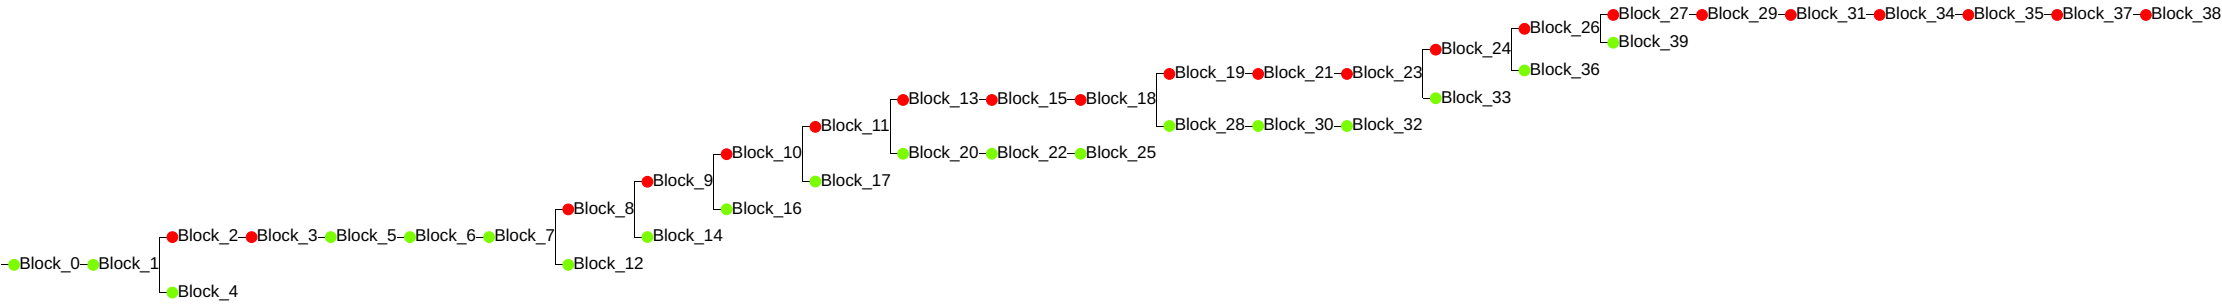 Block_27 Block_29 Block_31 Block_34 Block_35 Block_37 Block_38
Block_26
Block_39
Block_24
Block_36
Block_19 Block_21 Block_23
Block_33
Block_13 Block_15 Block_18
Block_11
Block_28 Block_30 Block_32
Block_10
Block_20 Block_22 Block_25
Block_9
Block_17
Block_8
Block_16
Block_2 Block_3 Block_5 Block_6 Block_7
Block_14
Block_0 Block_1
Block_12
Block_4